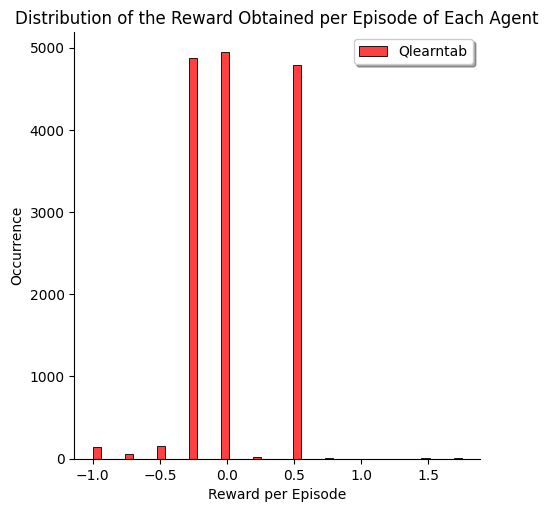 Distribution of the Reward Obtained per Episode of Each Agent
Qlearntab
5000
4000
3000
2000
1000
0
Occurrence
−1.0 −0.5 0.0 0.5 1.0 1.5
Reward per Episode